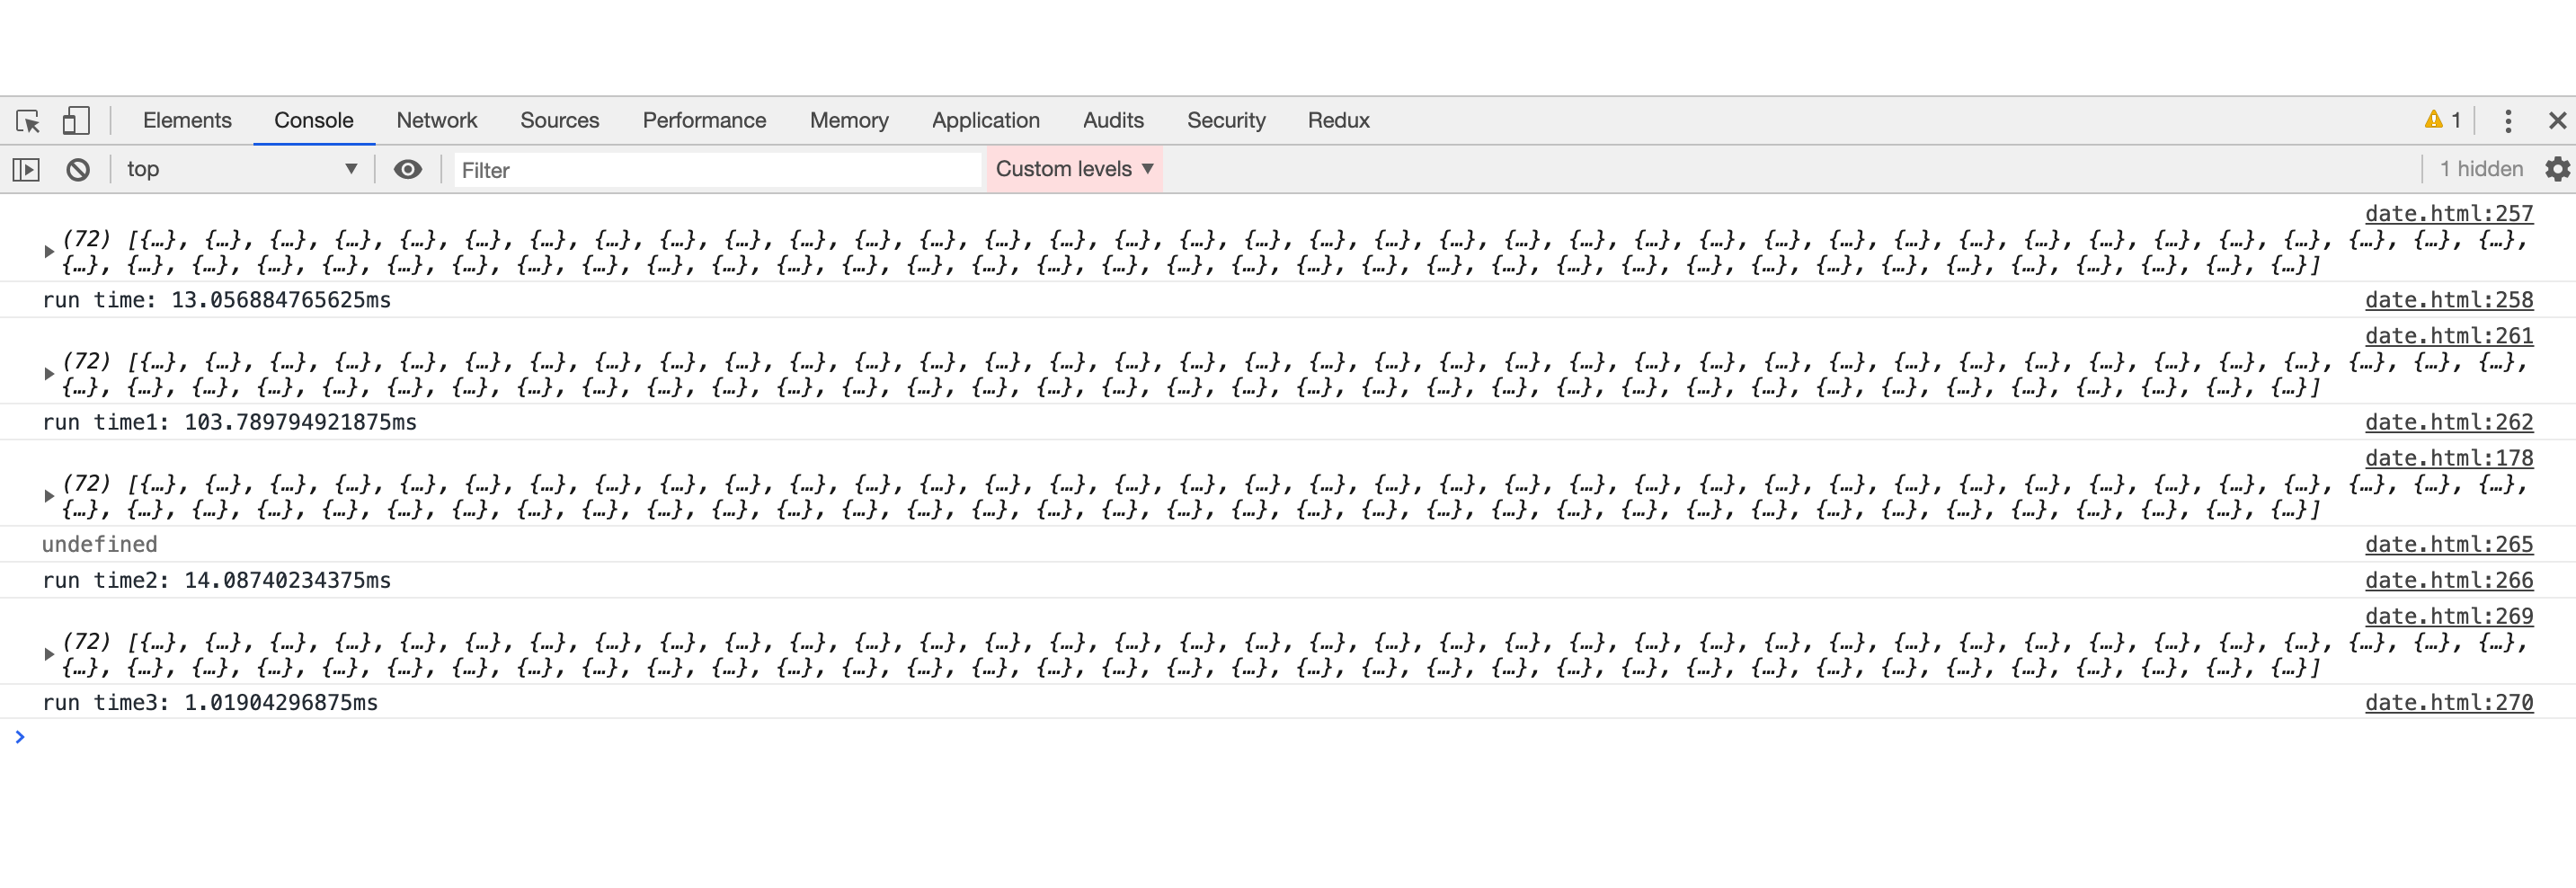 Elements Console Network Sources Performance Memory Application Audits Security Redux 1
top Filter Custom levels 1 hidden
date.html:257
(72) [{…}, {…}, {…}, {…}, {…}, {…}, {…}, {…}, {…}, {…}, {…}, {…}, {…}, {…}, {…}, {…}, {…}, {…}, {…}, {…}, {…}, {…}, {…}, {…}, {…}, {…}, {…}, {…}, {…}, {…}, {…}, {…}, {…}, {…}, {…}, {…}, {…},
{…}, {…}, {…}, {…}, {…}, {…}, {…}, {…}, {…}, {…}, {…}, {…}, {…}, {…}, {…}, {…}, {…}, {…}, {…}, {…}, {…}, {…}, {…}, {…}, {…}, {…}, {…}, {…}, {…}, {…}, {…}, {…}, {…}, {…}, {…}]
run time: 13.056884765625ms date.html:258
date.html:261
(72) [{…}, {…}, {…}, {…}, {…}, {…}, {…}, {…}, {…}, {…}, {…}, {…}, {…}, {…}, {…}, {…}, {…}, {…}, {…}, {…}, {…}, {…}, {…}, {…}, {…}, {…}, {…}, {…}, {…}, {…}, {…}, {…}, {…}, {…}, {…}, {…}, {…},
{…}, {…}, {…}, {…}, {…}, {…}, {…}, {…}, {…}, {…}, {…}, {…}, {…}, {…}, {…}, {…}, {…}, {…}, {…}, {…}, {…}, {…}, {…}, {…}, {…}, {…}, {…}, {…}, {…}, {…}, {…}, {…}, {…}, {…}, {…}]
run time1: 103.789794921875ms date.html:262
date.html:178
(72) [{…}, {…}, {…}, {…}, {…}, {…}, {…}, {…}, {…}, {…}, {…}, {…}, {…}, {…}, {…}, {…}, {…}, {…}, {…}, {…}, {…}, {…}, {…}, {…}, {…}, {…}, {…}, {…}, {…}, {…}, {…}, {…}, {…}, {…}, {…}, {…}, {…},
{…}, {…}, {…}, {…}, {…}, {…}, {…}, {…}, {…}, {…}, {…}, {…}, {…}, {…}, {…}, {…}, {…}, {…}, {…}, {…}, {…}, {…}, {…}, {…}, {…}, {…}, {…}, {…}, {…}, {…}, {…}, {…}, {…}, {…}, {…}]
undefined date.html:265
run time2: 14.08740234375ms date.html:266
date.html:269
(72) [{…}, {…}, {…}, {…}, {…}, {…}, {…}, {…}, {…}, {…}, {…}, {…}, {…}, {…}, {…}, {…}, {…}, {…}, {…}, {…}, {…}, {…}, {…}, {…}, {…}, {…}, {…}, {…}, {…}, {…}, {…}, {…}, {…}, {…}, {…}, {…}, {…},
{…}, {…}, {…}, {…}, {…}, {…}, {…}, {…}, {…}, {…}, {…}, {…}, {…}, {…}, {…}, {…}, {…}, {…}, {…}, {…}, {…}, {…}, {…}, {…}, {…}, {…}, {…}, {…}, {…}, {…}, {…}, {…}, {…}, {…}, {…}]
run time3: 1.01904296875ms date.html:270